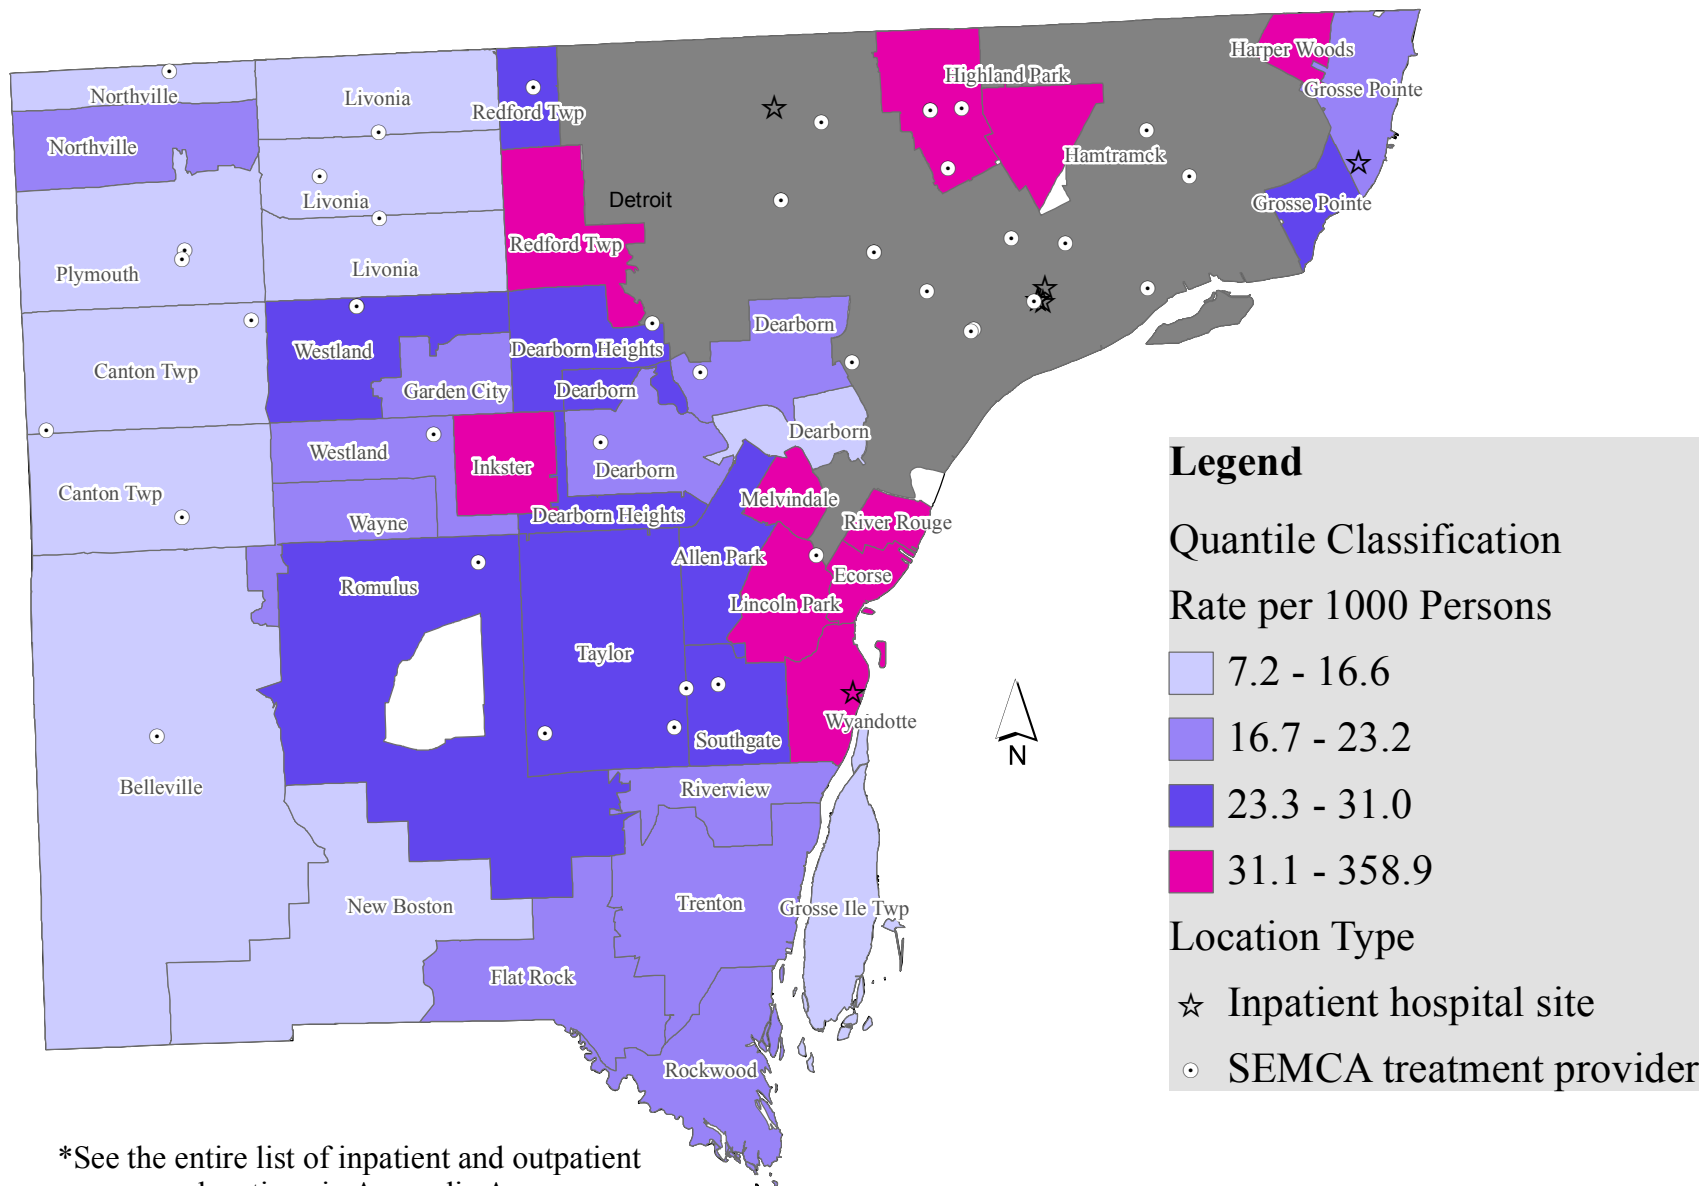 Harper Woods
Highland Park
Grosse Pointe
Northville
Livonia
Redford Twp
Northville
Hamtramck
Livonia
Detroit
Grosse Pointe
Redford Twp
Plymouth
Livonia
Dearborn
Westland
Dearborn Heights
Canton Twp
Garden City
Dearborn
Dearborn
Westland
Inkster
Dearborn
Canton Twp
Melvindale
Wayne
Dearborn Heights
River Rouge
Allen Park
Romulus
Ecorse
Lincoln Park
Taylor
Wyandotte
Southgate
Belleville
Riverview
New Boston
Trenton
Grosse Ile Twp
Flat Rock
Rockwood
N
Legend
Quantile Classification
Rate per 1000 Persons
7.2 - 16.6
16.7 - 23.2
23.3 - 31.0
31.1 - 358.9
Location Type
Inpatient hospital site
SEMCA treatment provider
*See the entire list of inpatient and outpatient